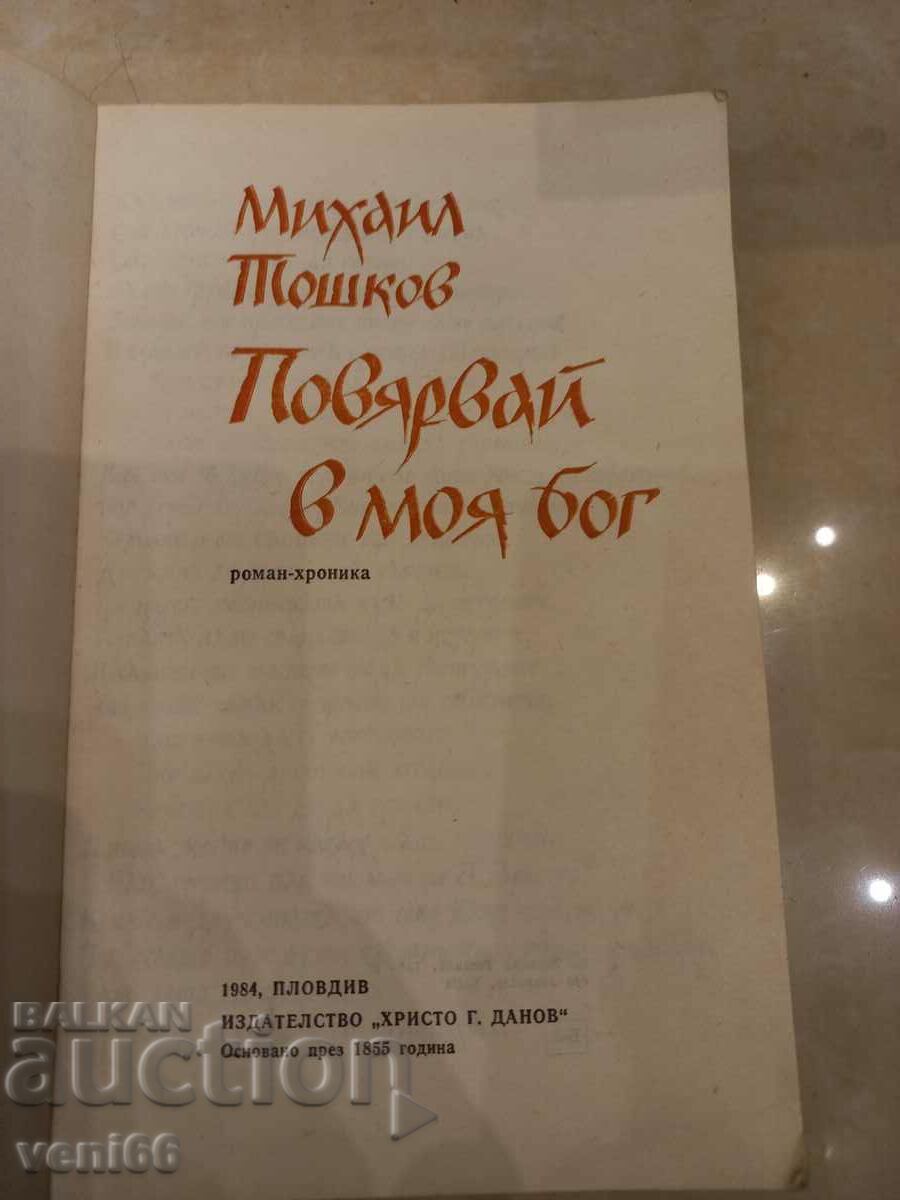 Михаил
Тошков
Повярвай
в моя бог
роман-хроника
1984, ПЛОВДИВ
ИЗДАТЕЛСТВО „ХРИСТО Г. ДАНОВ“
Основано през 1855 година
BALKAN
auction
veni66